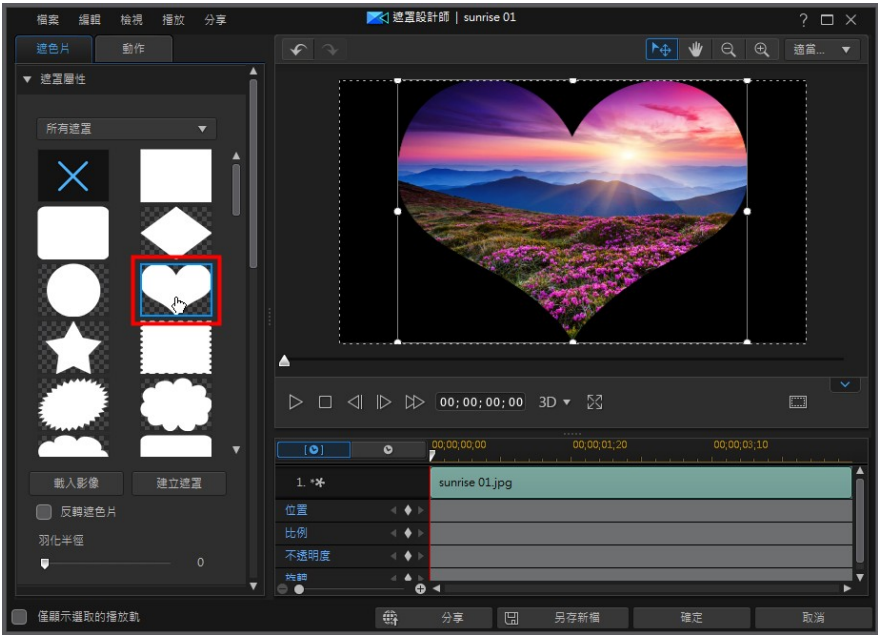 檔案 編輯 檢視 播放 分享
遮罩設計師 | sunrise 01
遮色片 動作
適當...
遮罩屬性
所有遮罩
載入影像 建立遮罩
反轉遮色片
羽化半徑
0
00;00;00;00 3D
00;00;00;00 00;00;01;20 00;00;03;10
1. sunrise 01.jpg
位置
比例
不透明度
旋轉
僅顯示選取的播放軌
分享 另存新檔 確定 取消